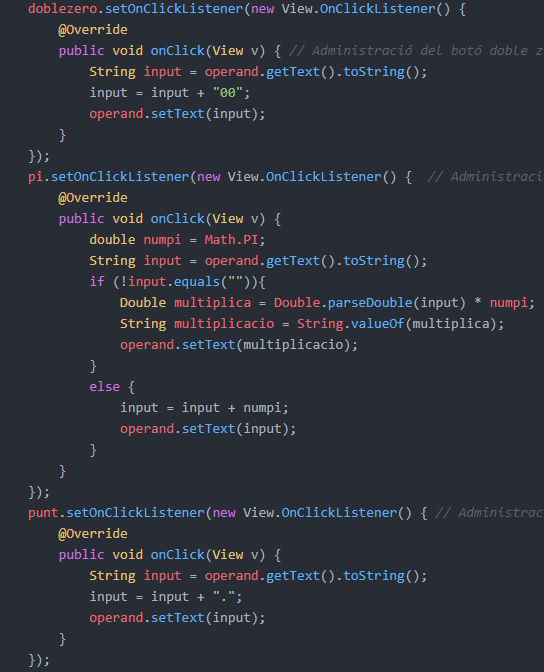 doblezero.setOnClickListener(new View.OnClickListener() {
@Override
public void onClick(View v) { // Administració del botó doble
String input = operand.getText().toString();
input = input + "00";
operand.setText(input);
}
});
pi.setOnClickListener(new View.OnClickListener() {  //
@Override
public void onClick(View v) {
double numpi = Math.PI;
String input = operand.getText().toString();
if (!input.equals("")){
Double multiplica = Double.parseDouble(input) * numpi;
String multiplicacio = String.valueOf(multiplica);
operand.setText(multiplicacio);
}
else {
input = input + numpi;
operand.setText(input);
}
}
});
punt.setOnClickListener(new View.OnClickListener() { //
@Override
public void onClick(View v) {
String input = operand.getText().toString();
input = input + ".";
operand.setText(input);
}
});